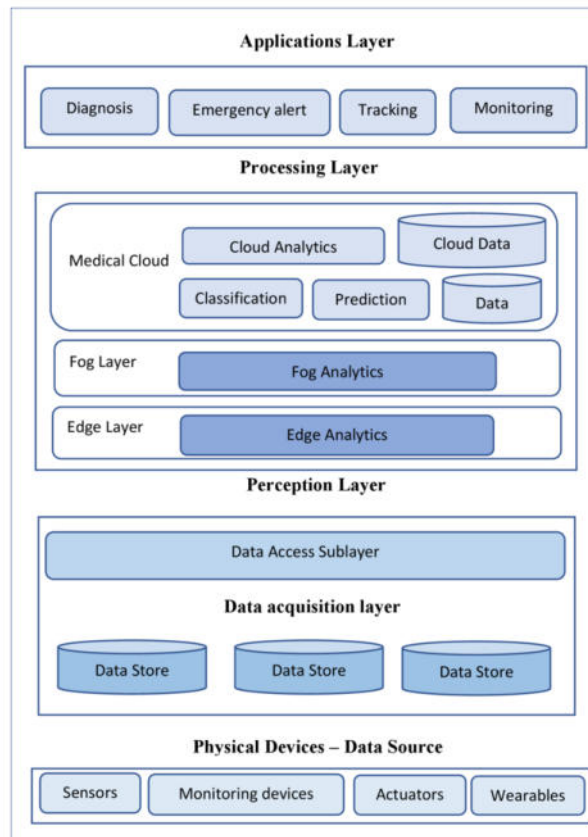 Applications Layer
Diagnosis
Emergency alert
Tracking
Monitoring
Processing Layer
Medical Cloud
Cloud Analytics
Cloud Data
Classification
Prediction
Data
Fog Layer
Fog Analytics
Edge Layer
Edge Analytics
Perception Layer
Data Access Sublayer
Data acquisition layer
Data Store
Data Store
Data Store
Physical Devices – Data Source
Sensors
Monitoring devices
Actuators
Wearables